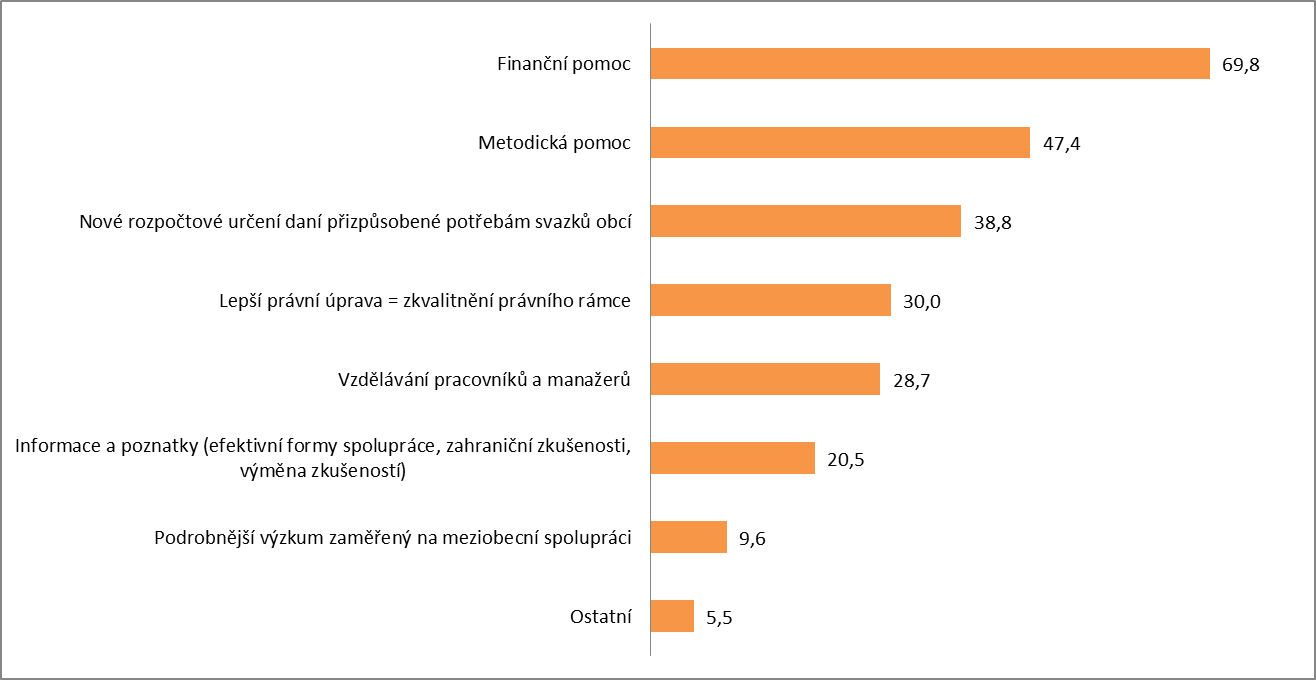 Finanční pomoc 69,8
Metodická pomoc 47,4
Nové rozpočtové určení daní přizpůsobené potřebám svazků obcí 38,8
Lepší právní úprava = zkvalitnění právního rámce 30,0
Vzdělávání pracovníků a manažerů 28,7
Informace a poznatky (efektivní formy spolupráce, zahraniční zkušenosti,
výměna zkušeností) 20,5
Podrobnější výzkum zaměřený na meziobecní spolupráci 9,6
Ostatní 5,5